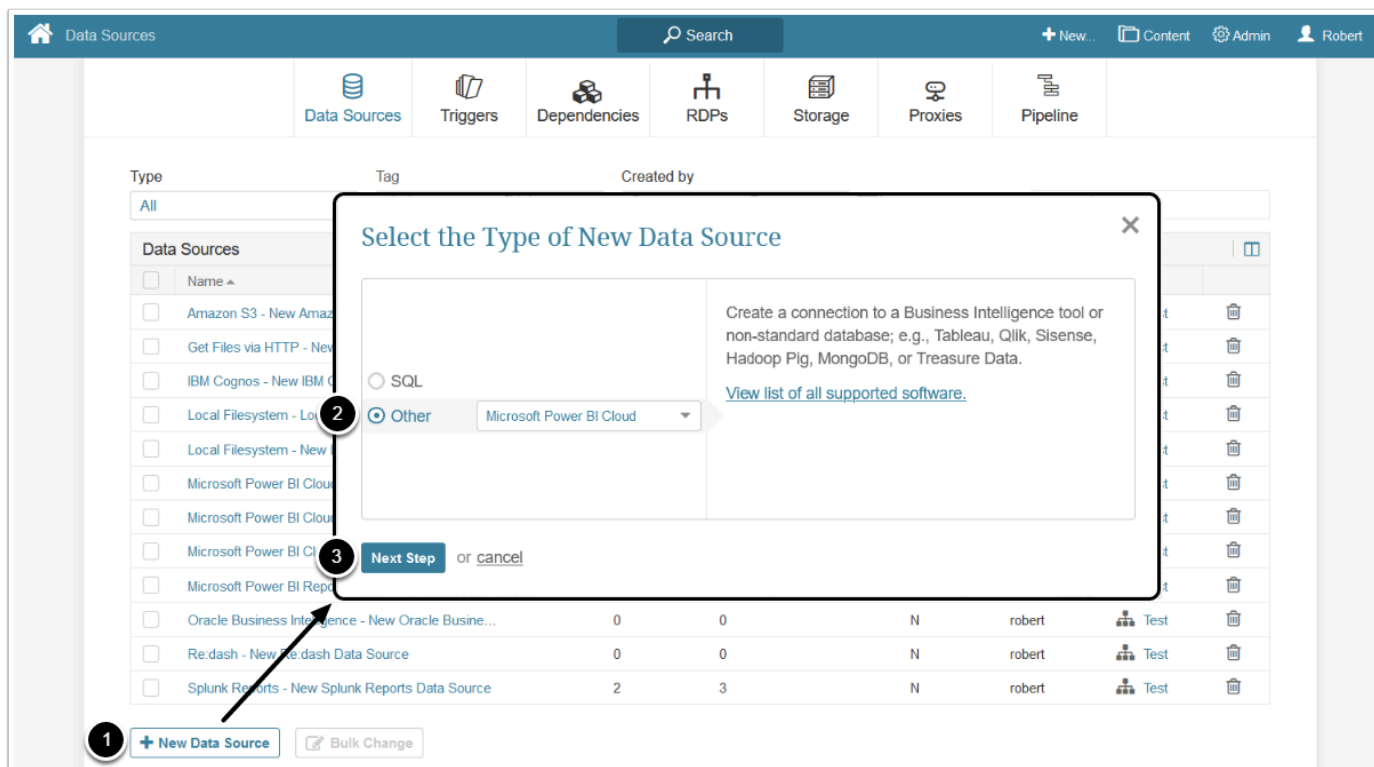 Data Sources
Search
New...
Content
Admin
Robert
Data Sources
Triggers
Dependencies
RDPs
Storage
Proxies
Pipeline
Type
Tag
Created by
All
Data Sources
Name
Amazon S3 - New Amaz
Get Files via HTTP - New
IBM Cognos - New IBM
Local Filesystem - Lo
Local Filesystem - New
Microsoft Power BI Clou
Microsoft Power BI Clou
Microsoft Power BI Cl
Microsoft Power BI Repo
Oracle Business Intelligence - New Oracle Busine... 0 0 N robert Test
Re:dash - New Re:dash Data Source 0 0 N robert Test
Splunk Reports - New Splunk Reports Data Source 2 3 N robert Test
Select the Type of New Data Source
SQL
2 Other Microsoft Power BI Cloud
Create a connection to a Business Intelligence tool or
non-standard database; e.g., Tableau, Qlik, Sisense,
Hadoop Pig, MongoDB, or Treasure Data.
View list of all supported software.
3 Next Step or cancel
1 + New Data Source
Bulk Change